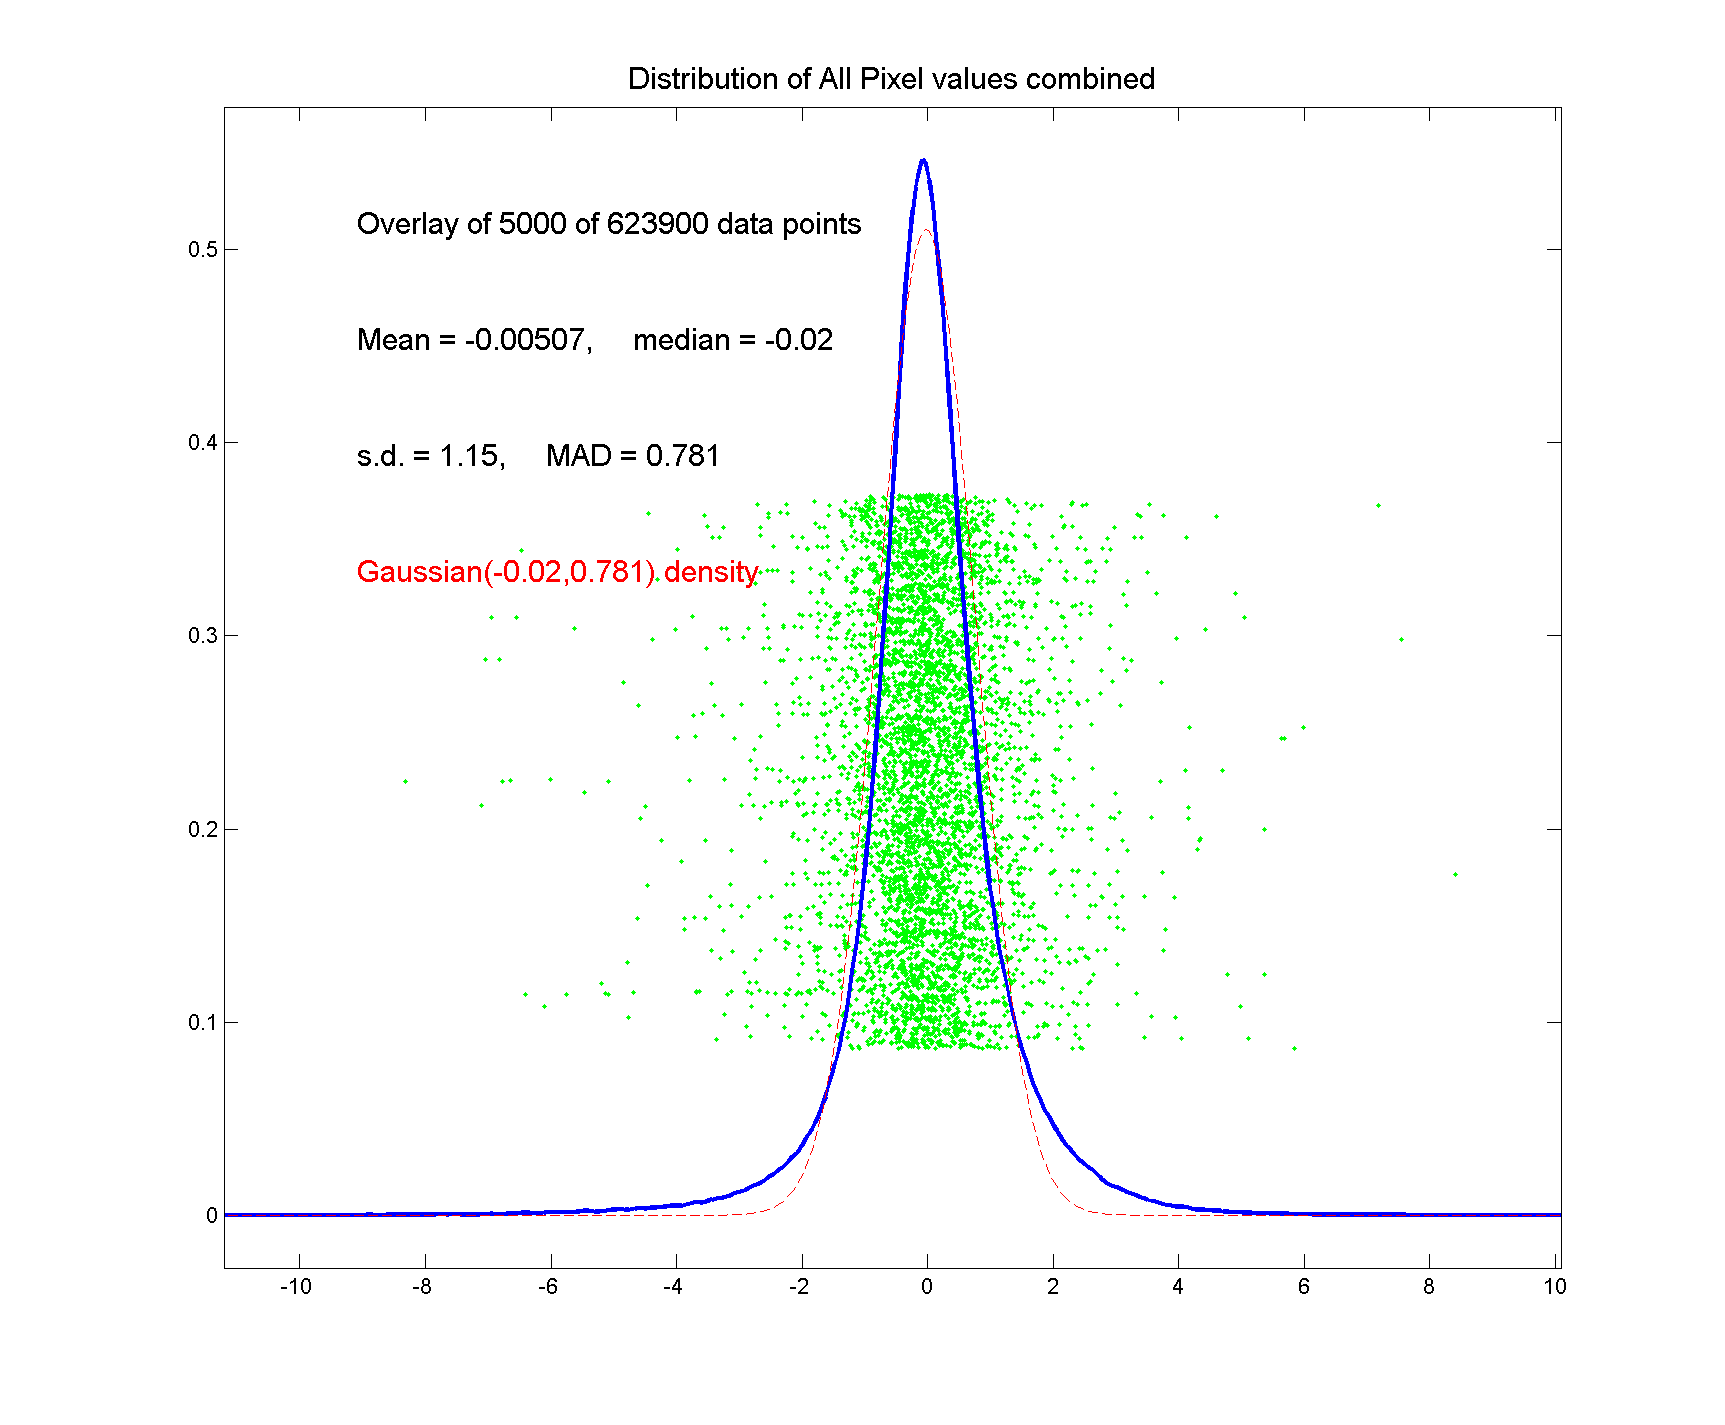 Distribution of All Pixel values combined
Overlay of 5000 of 623900 data points
Mean = -0.00507, median = -0.02
s.d. = 1.15, MAD = 0.781
Gaussian(-0.02,0.781) density
0.5
0.4
0.3
0.2
0.1
0
-10 -8 -6 -4 -2 0 2 4 6 8 10